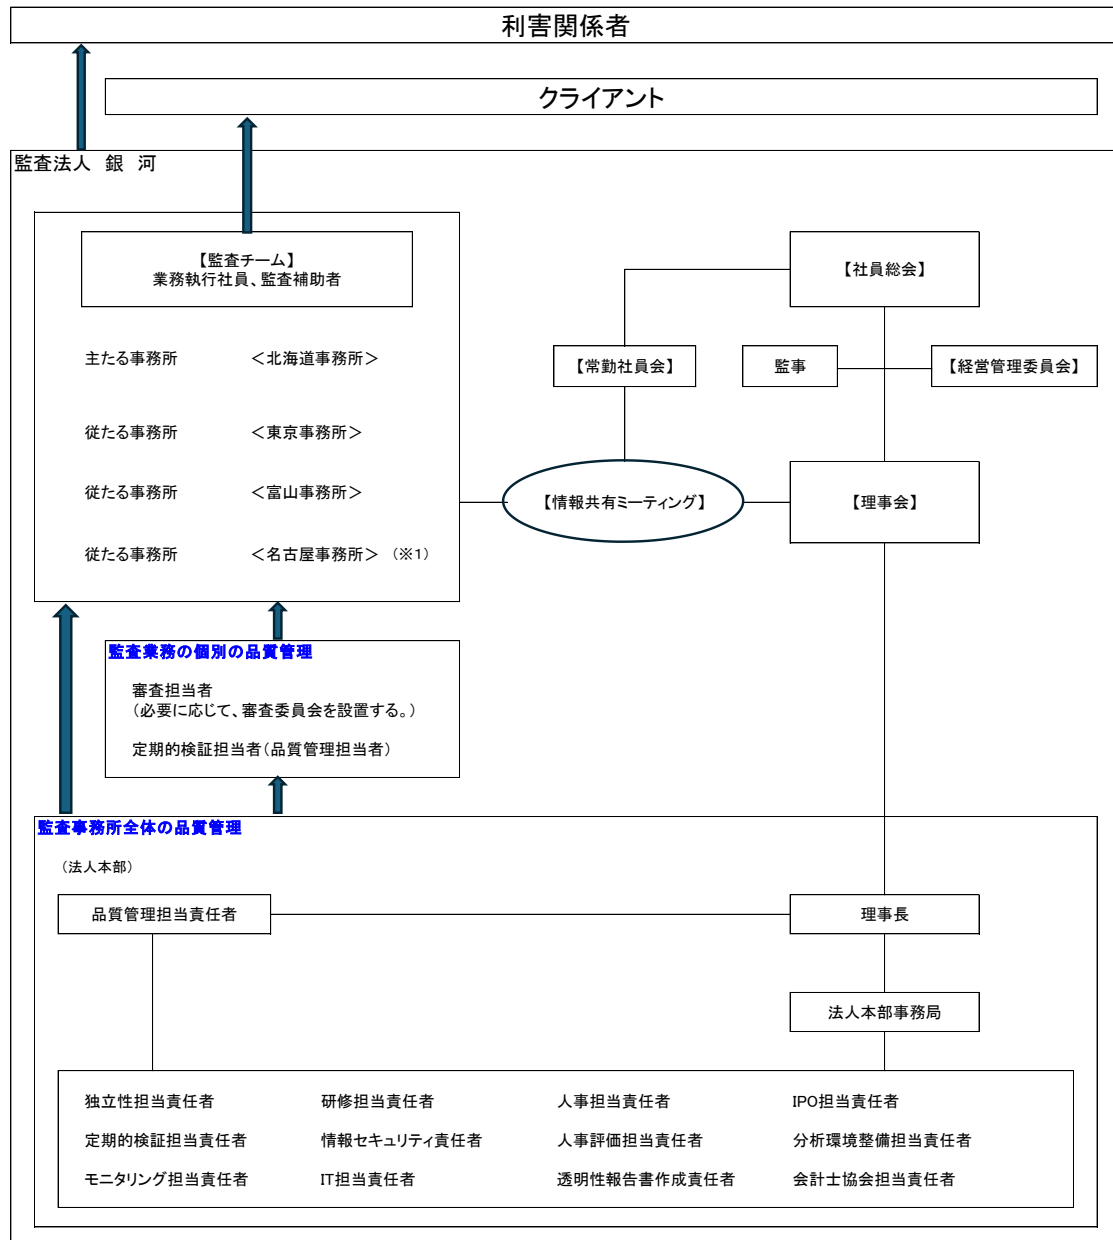 利害関係者
クライアント
監査法人 銀 河
【監査チーム】
業務執行社員、監査補助者
主たる事務所 ＜北海道事務所＞
従たる事務所 ＜東京事務所＞
従たる事務所 ＜富山事務所＞
従たる事務所 ＜名古屋事務所＞ （※1）
【社員総会】
【常勤社員会】
監事
【経営管理委員会】
【情報共有ミーティング】
【理事会】
監査業務の個別の品質管理
審査担当者
（必要に応じて、審査委員会を設置する。）
定期的検証担当者（品質管理担当者）
監査事務所全体の品質管理
（法人本部）
品質管理担当責任者
理事長
法人本部事務局
独立性担当責任者 研修担当責任者 人事担当責任者 IPO担当責任者
定期的検証担当責任者 情報セキュリティ責任者 人事評価担当責任者 分析環境整備担当責任者
モニタリング担当責任者 IT担当責任者 透明性報告書作成責任者 会計士協会担当責任者